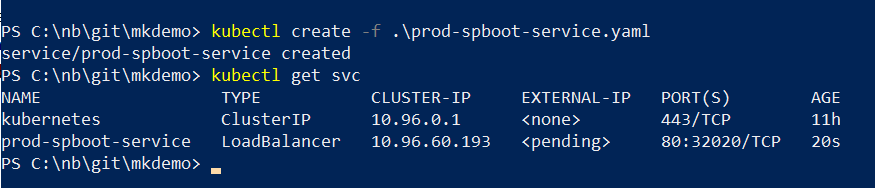 PS C:\nb\git\mkdemo> kubectl create -f .\prod-spboot-service.yaml
service/prod-spboot-service created
PS C:\nb\git\mkdemo> kubectl get svc
NAME TYPE CLUSTER-IP EXTERNAL-IP PORT(S) AGE
kubernetes ClusterIP 10.96.0.1 <none> 443/TCP 11h
prod-spboot-service LoadBalancer 10.96.60.193 <pending> 80:32020/TCP 20s
PS C:\nb\git\mkdemo>